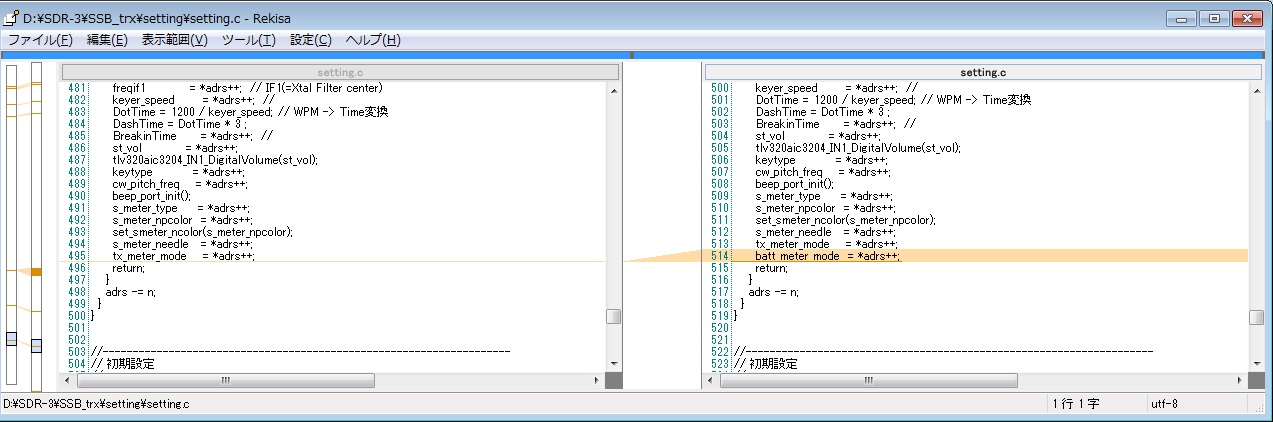 D:¥SDR-3¥SSB_trx¥setting¥setting.c - Rekisa
ファイル(F) 編集(E) 表示範囲(V) ツール(T) 設定(C) ヘルプ(H)
setting.c
481 freqif1 = *adrs++; // IF1(=Xtal Filter center)
482 keyer_speed = *adrs++; //
483 DotTime = 1200 / keyer_speed; // WPM -> Time変換
484 DashTime = DotTime * 3 ;
485 BreakinTime = *adrs++; //
486 st_vol = *adrs++;
487 tlv320aic3204_IN1_DigitalVolume(st_vol);
488 keytype = *adrs++;
489 cw_pitch_freq = *adrs++;
490 beep_port_init();
491 s_meter_type = *adrs++;
492 s_meter_npcolor = *adrs++;
493 set_smeter_ncolor(s_meter_npcolor);
494 s_meter_needle = *adrs++;
495 tx_meter_mode = *adrs++;
496 return;
497 }
498 adrs -= n;
499 }
500 }
501
502
503 //------------------------------------------------------------------------
504 // 初期設定
setting.c
500 keyer_speed = *adrs++; //
501 DotTime = 1200 / keyer_speed; // WPM -> Time変換
502 DashTime = DotTime * 3 ;
503 BreakinTime = *adrs++; //
504 st_vol = *adrs++;
505 tlv320aic3204_IN1_DigitalVolume(st_vol);
506 keytype = *adrs++;
507 cw_pitch_freq = *adrs++;
508 beep_port_init();
509 s_meter_type = *adrs++;
510 s_meter_npcolor = *adrs++;
511 set_smeter_ncolor(s_meter_npcolor);
512 s_meter_needle = *adrs++;
513 tx_meter_mode = *adrs++;
514 batt_meter_mode = *adrs++;
515 return;
516 }
517 adrs -= n;
518 }
519 }
520
521
522 //------------------------------------------------------------------------
523 // 初期設定
D:¥SDR-3¥SSB_trx¥setting¥setting.c 1行 1字 utf-8